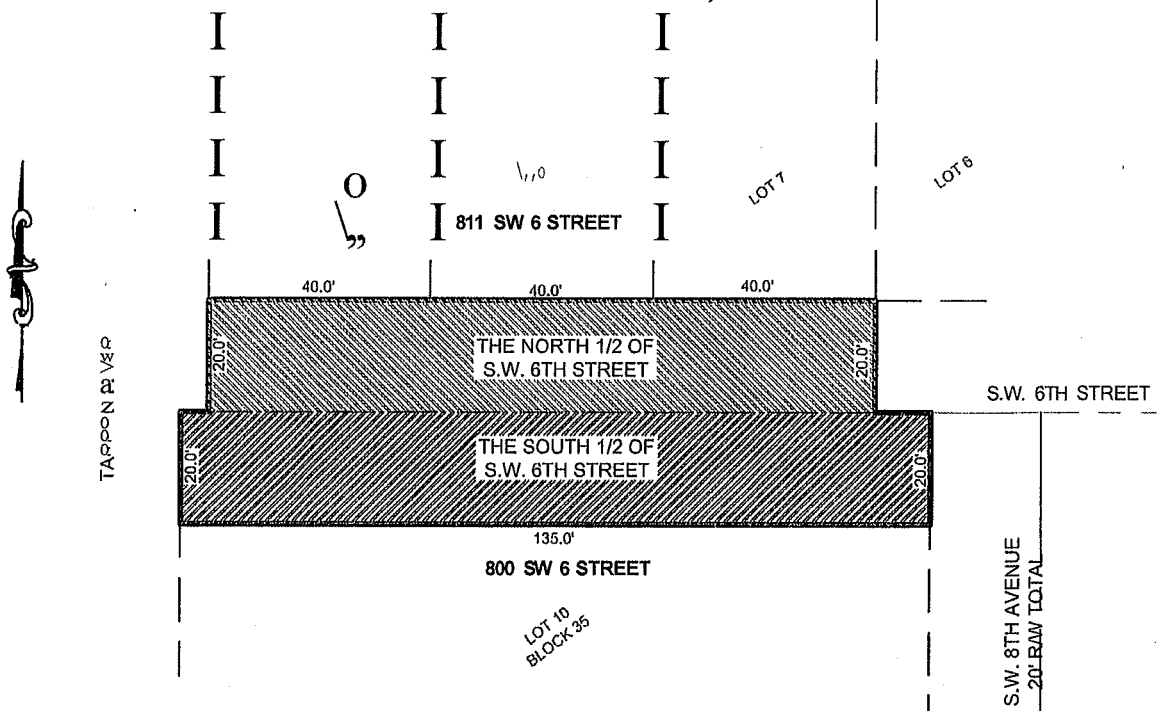 811 SW 6 STREET
LOT 7
LOT 6
40.0'
40.0'
40.0'
20.0'
THE NORTH 1/2 OF
S.W. 6TH STREET
20.0'
S.W. 6TH STREET
20.0'
THE SOUTH 1/2 OF
S.W. 6TH STREET
20.0'
135.0'
800 SW 6 STREET
LOT 10
BLOCK 35
S.W. 8TH AVENUE
20' R/W TOTAL